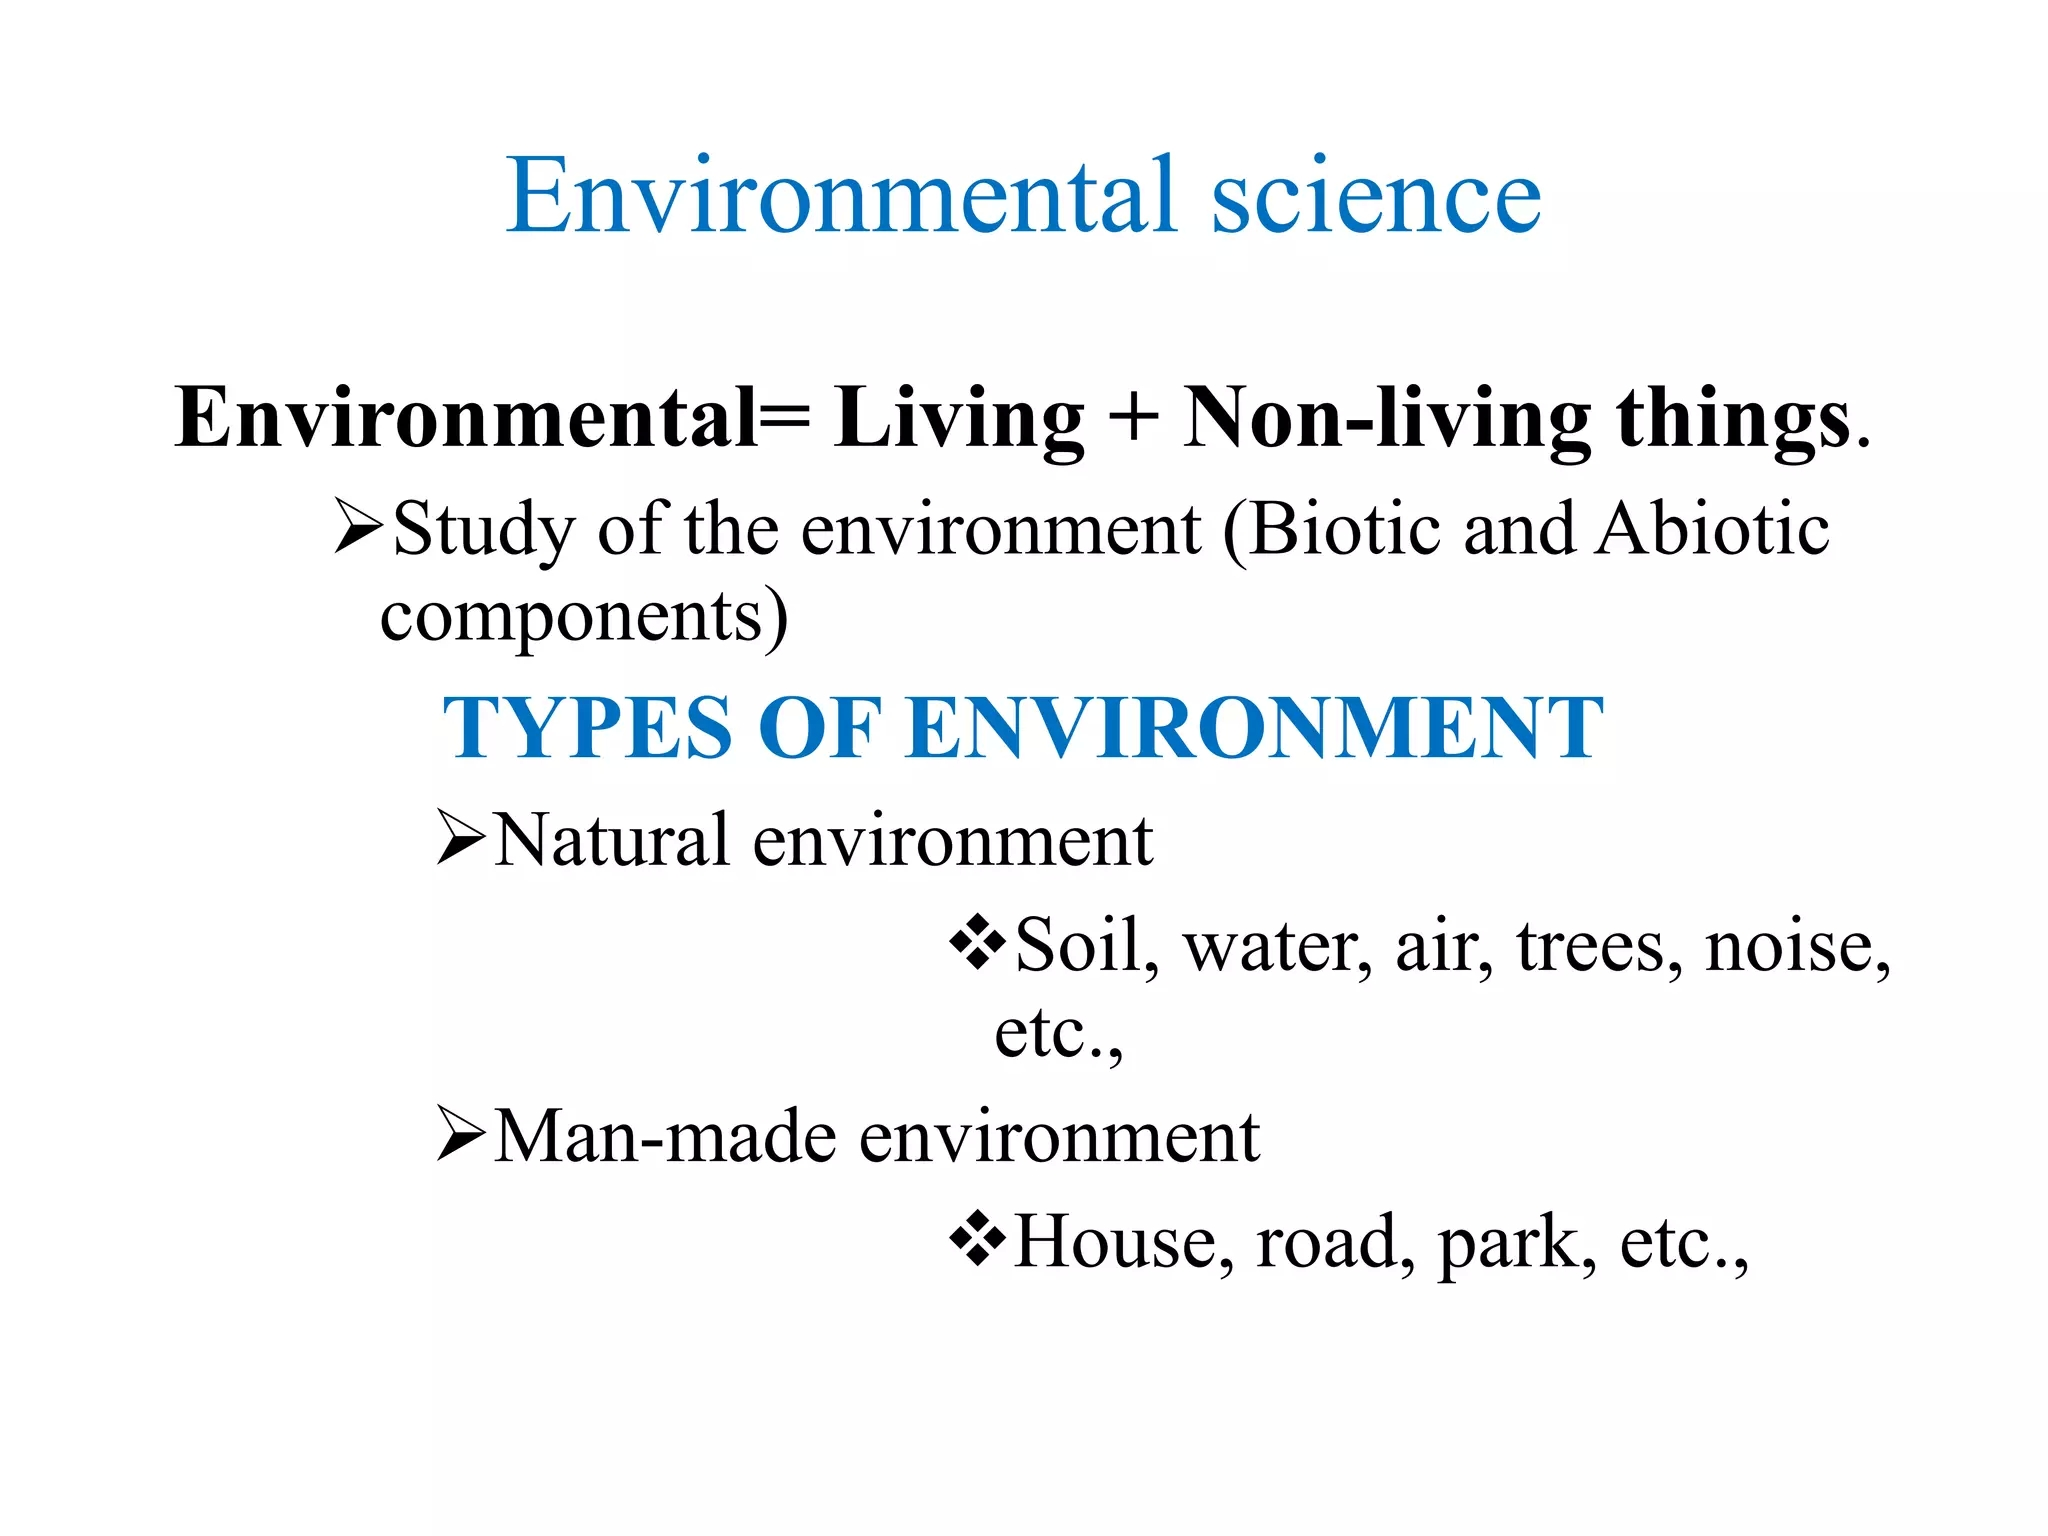 Environmental science
Environmental= Living + Non-living things.
➢Study of the environment (Biotic and Abiotic
components)
TYPES OF ENVIRONMENT
➢Natural environment
❖Soil, water, air, trees, noise,
etc.,
➢Man-made environment
❖House, road, park, etc.,